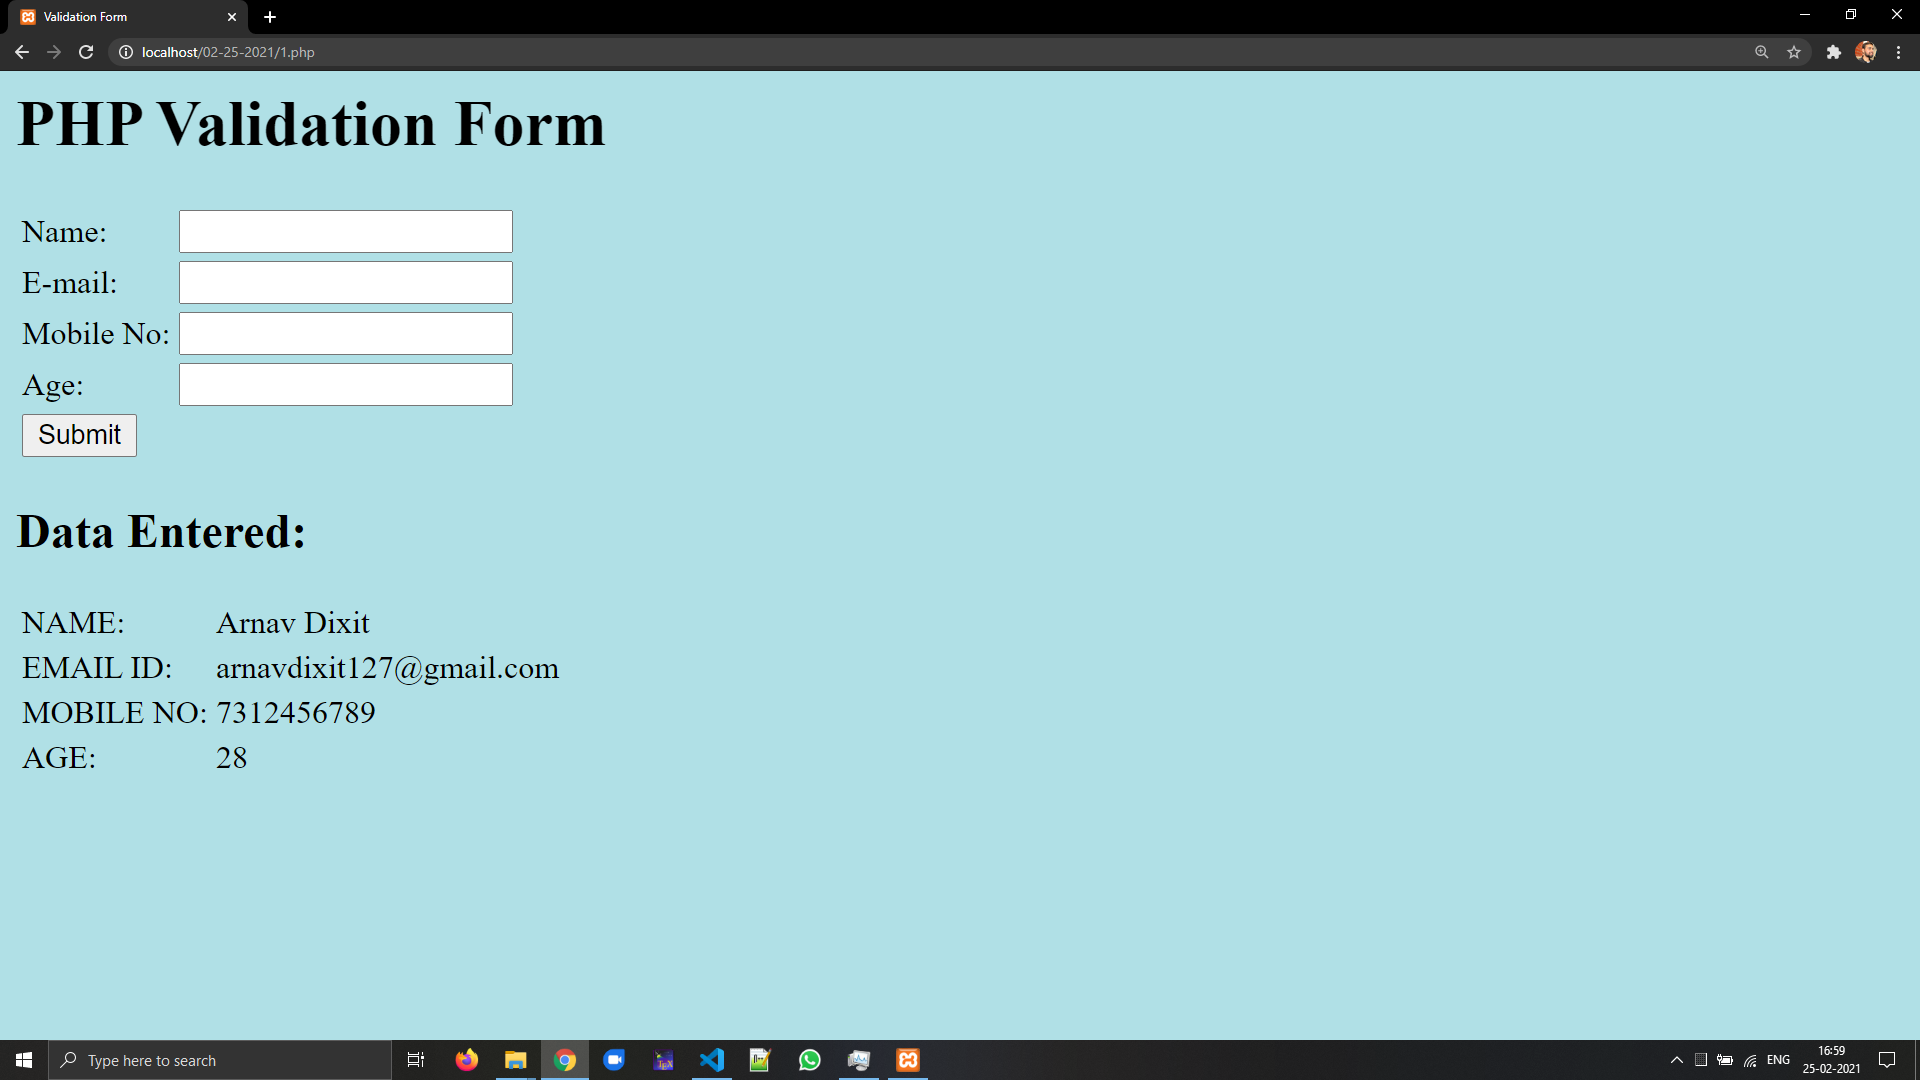 Validation Form
localhost/02-25-2021/1.php
PHP Validation Form
Name:
E-mail:
Mobile No:
Age:
Submit
Data Entered:
NAME: Arnav Dixit
EMAIL ID: arnavdixit127@gmail.com
MOBILE NO: 7312456789
AGE: 28
Type here to search
ENG
16:59
25-02-2021